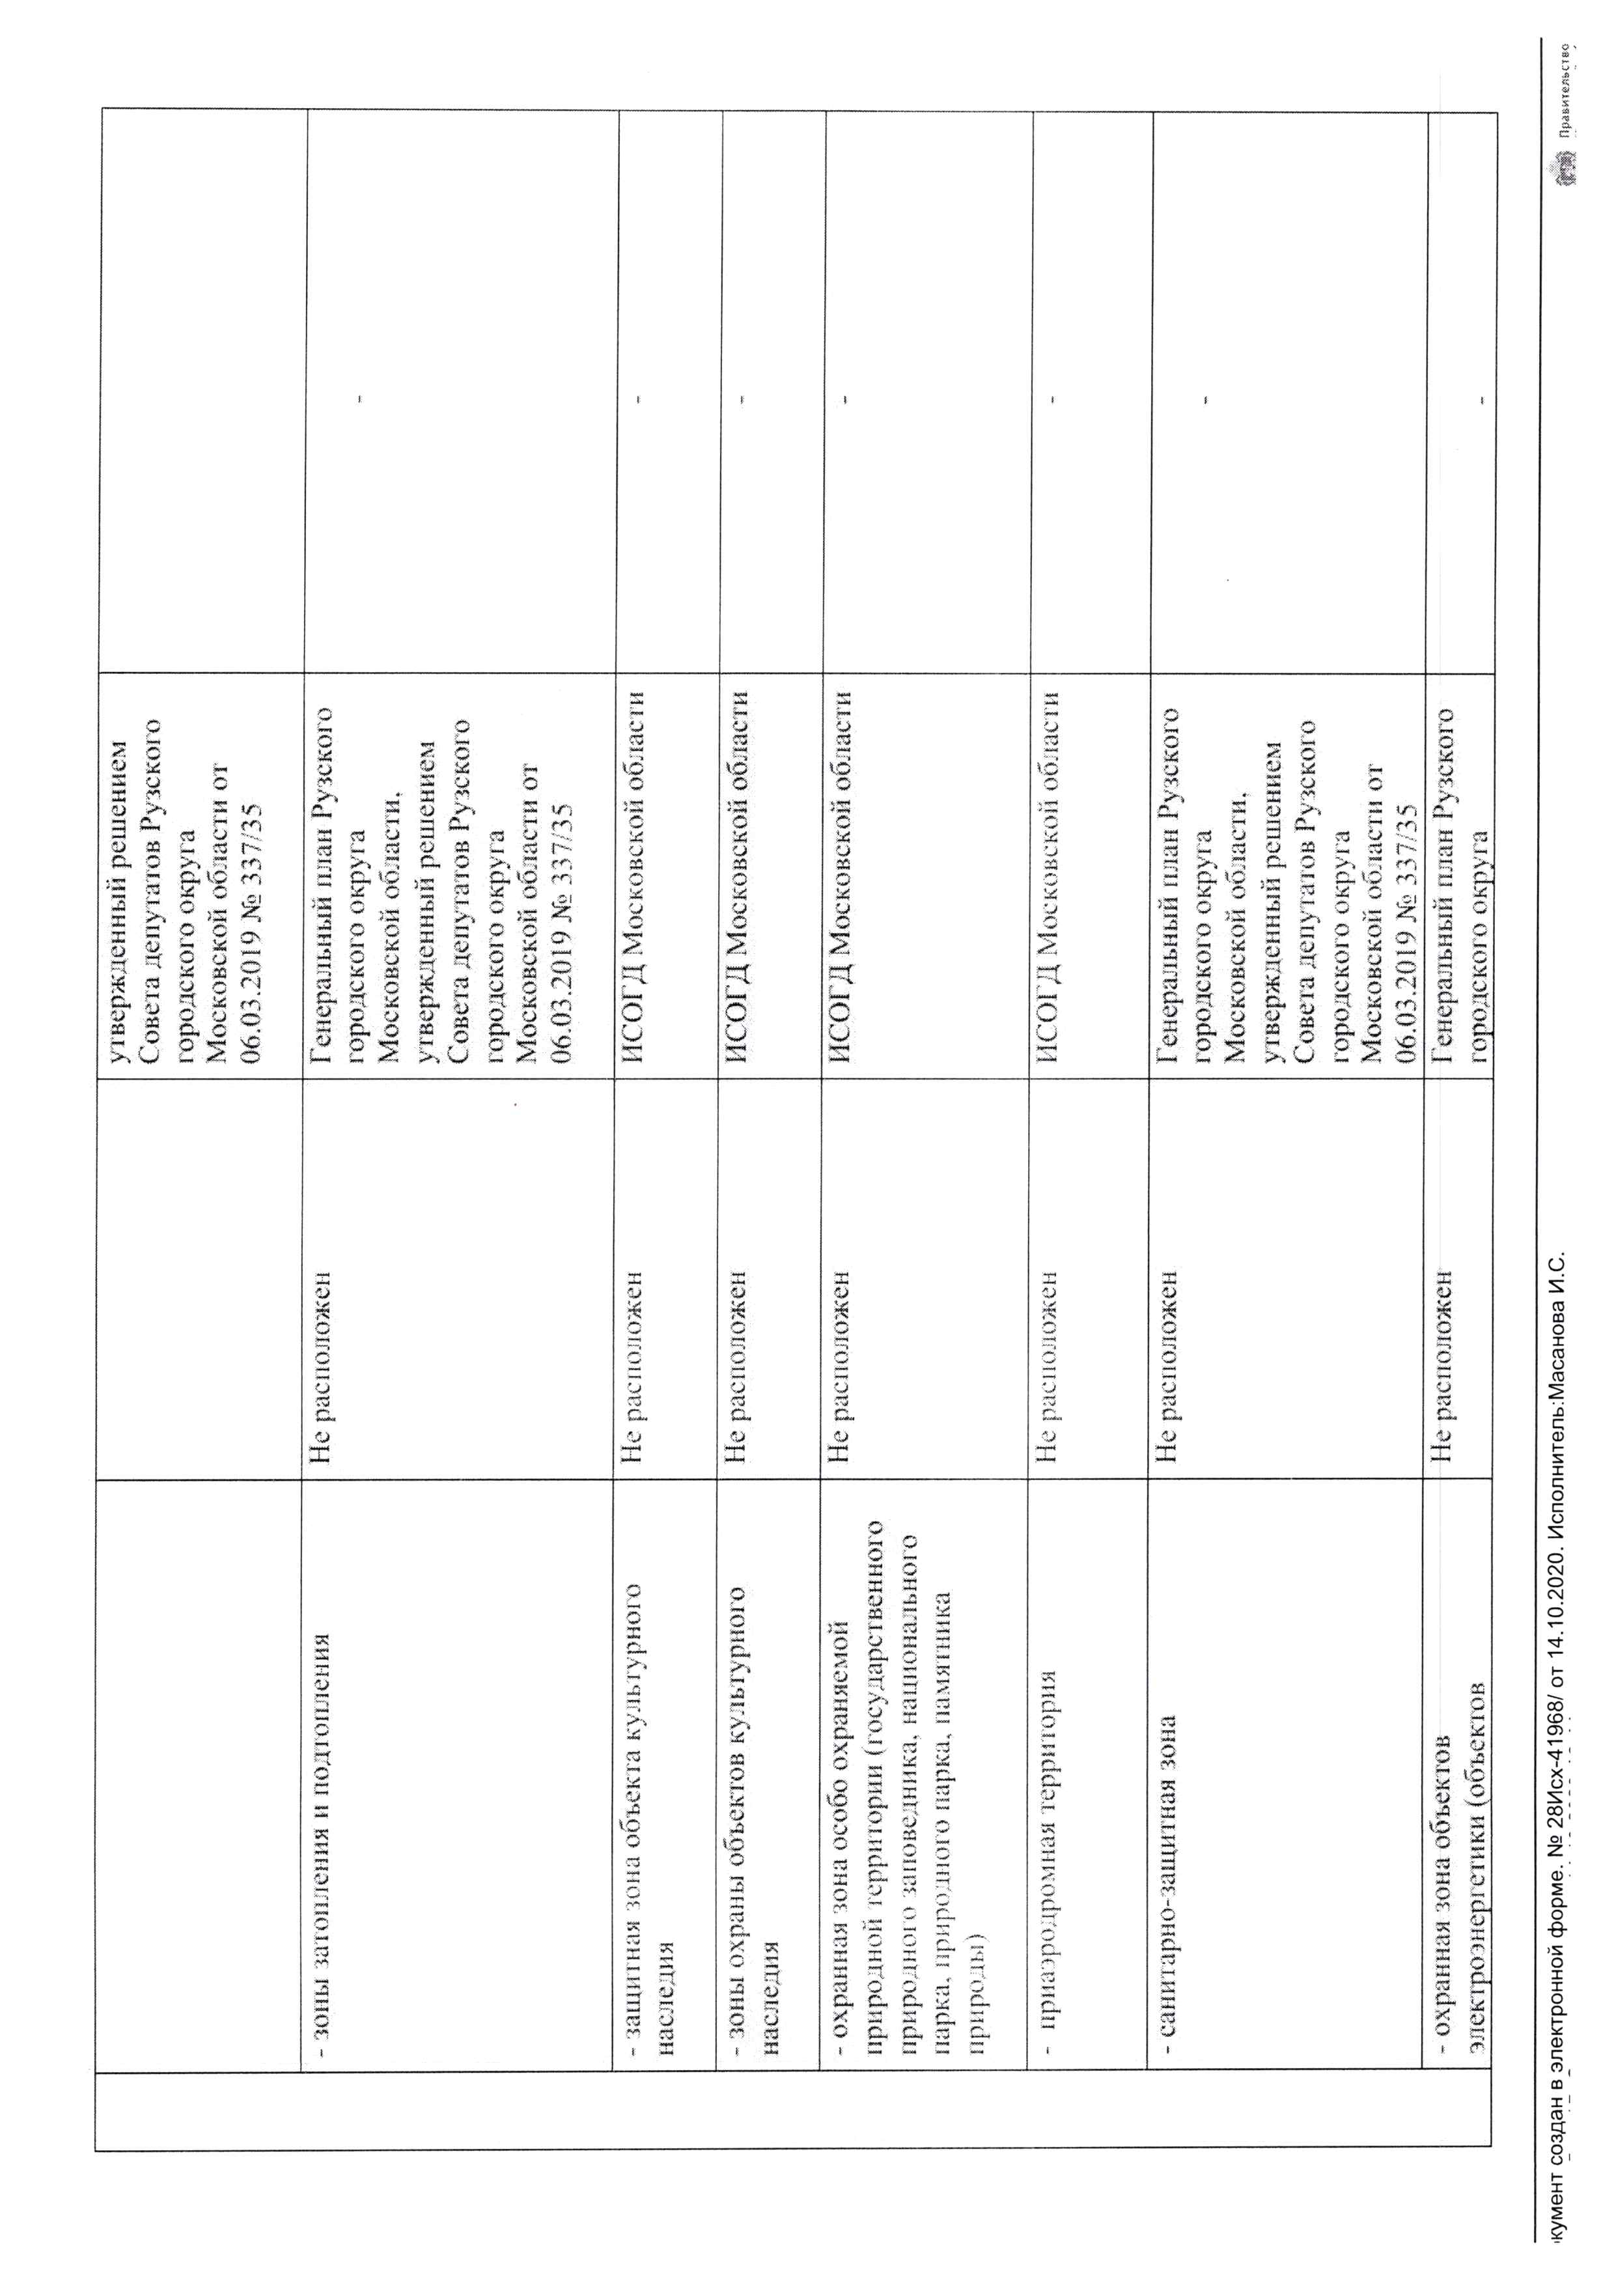 утвержденный решением
Совета депутатов Рузского
городского округа
Московской области от
06.03.2019 № 337/35
- зоны затопления и подтопления
Не расположен
Генеральный план Рузского
городского округа
Московской области,
утвержденный решением
Совета депутатов Рузского
городского округа
Московской области от
06.03.2019 № 337/35
-
- защитная зона объекта культурного
наследия
Не расположен
ИСОГД Московской области
-
- зоны охраны объектов культурного
наследия
Не расположен
ИСОГД Московской области
-
- охранная зона особо охраняемой
природной территории (государственного
природного заповедника, национального
парка, природного парка, памятника
природы)
Не расположен
ИСОГД Московской области
-
- приаэродромная территория
Не расположен
ИСОГД Московской области
-
- санитарно-защитная зона
Не расположен
Генеральный план Рузского
городского округа
Московской области,
утвержденный решением
Совета депутатов Рузского
городского округа
Московской области от
06.03.2019 № 337/35
-
- охранная зона объектов
электроэнергетики (объектов
Не расположен
Генеральный план Рузского
городского округа
-
кумент создан в электронной форме. № 28Исх-41968/ от 14.10.2020. Исполнитель:Масанова И.С.
Правительство